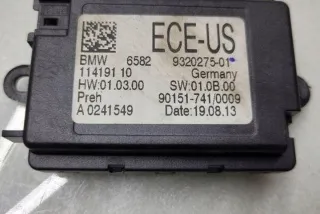 ECE-US
BMW 6582 9320275-01
114191 10 Germany
HW:01.03.00 SW:01.0B.00
Preh 90151-741/0009
A 0241549 Date:19.08.13